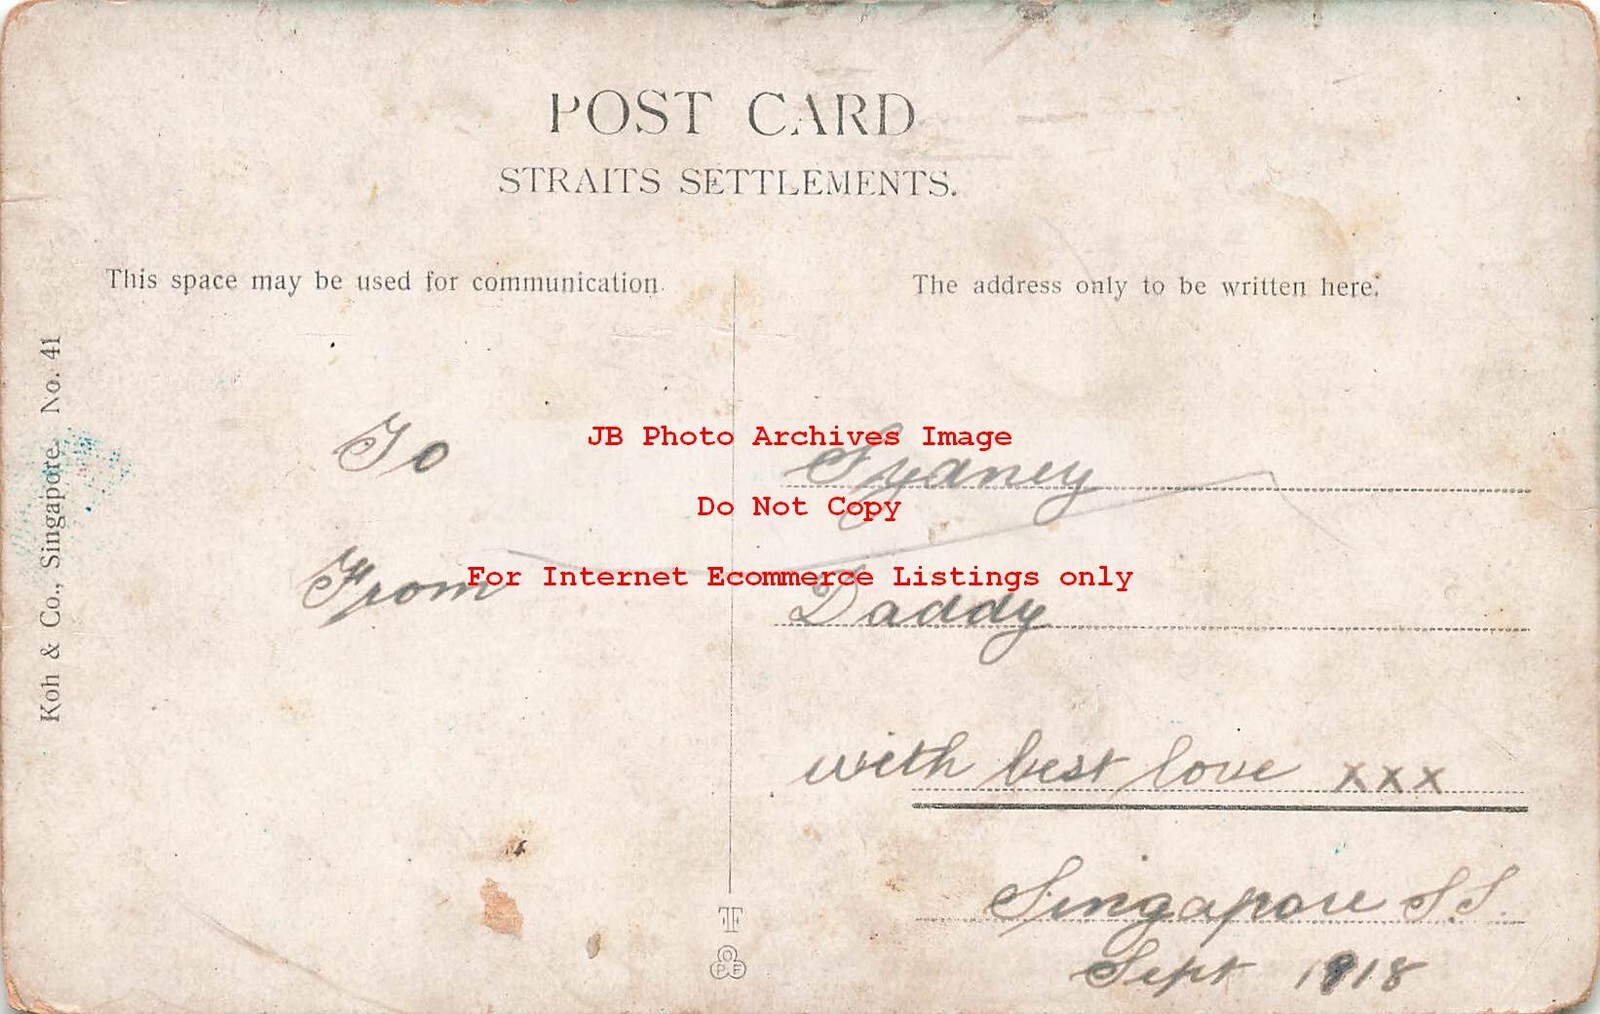 POST CARD
STRAITS SETTLEMENTS.
This space may be used for communication.
The address only to be written here.
Koh & Co., Singapore. No. 41
JB Photo Archives Image
Do Not Copy
For Internet Ecommerce Listings only
To Sydney
From Daddy
with best love xxx
Singapore S.S.
Sept 1918
T
O
P F